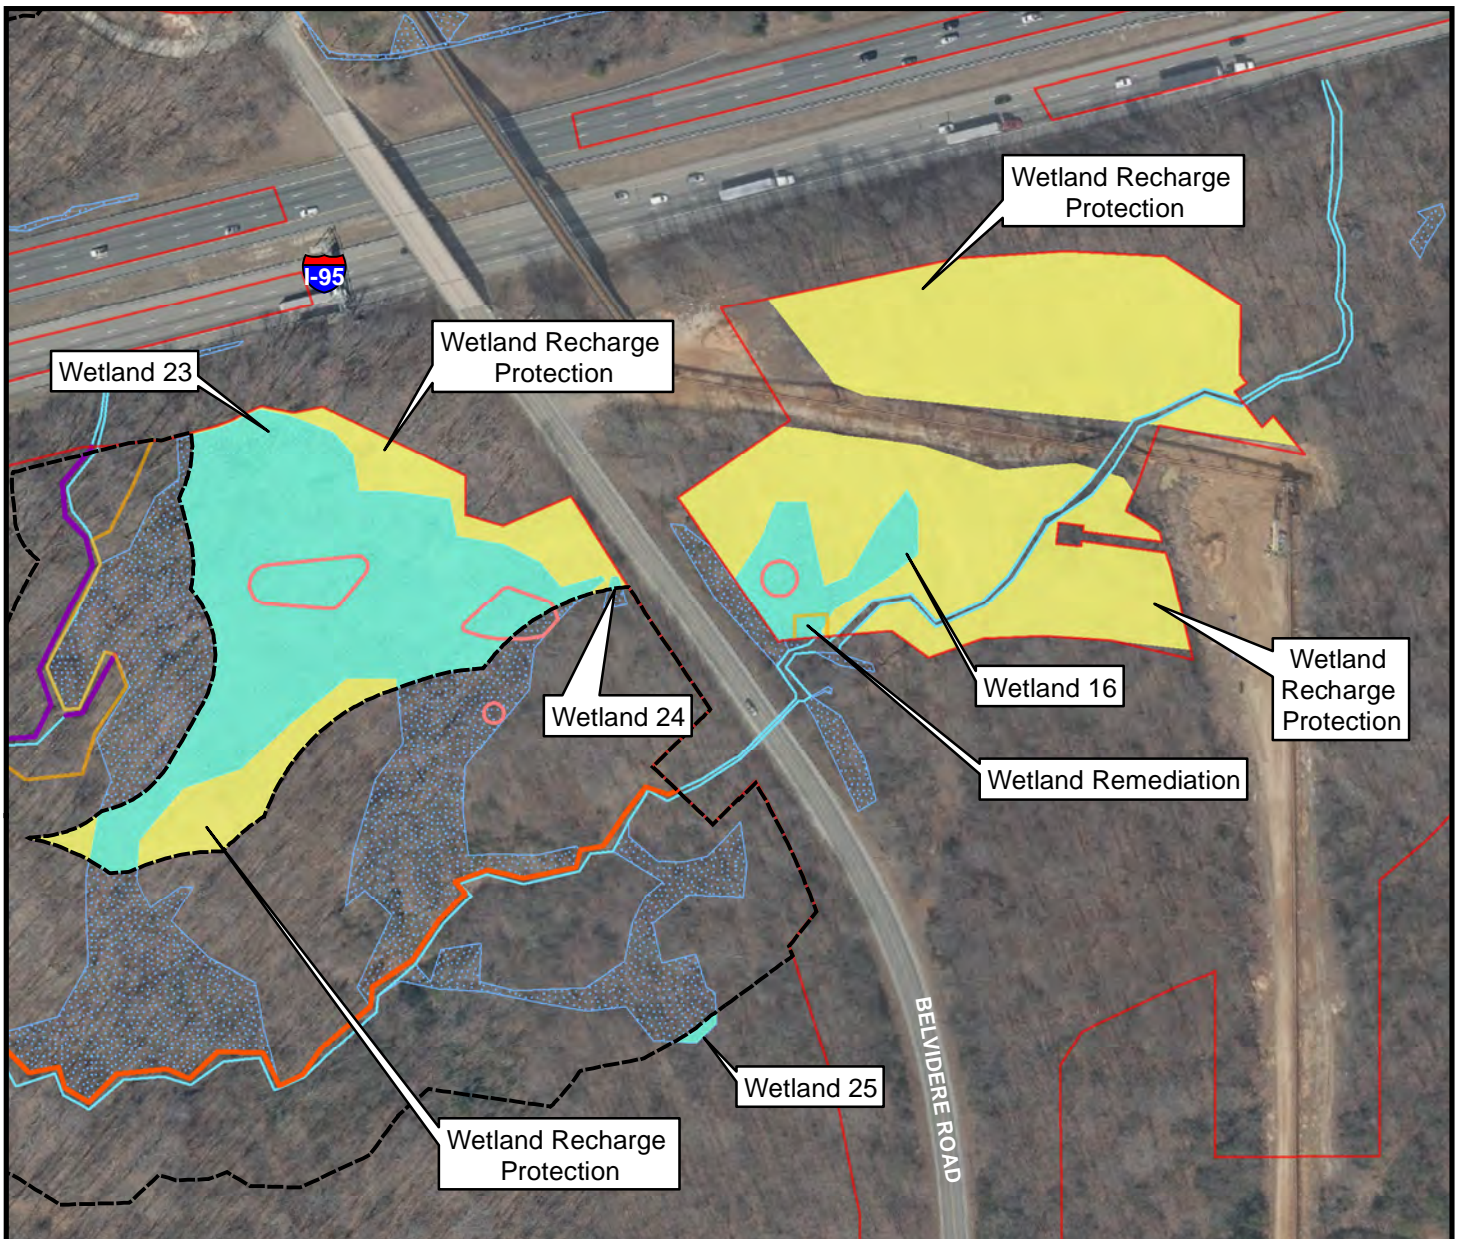 Wetland Recharge
Protection
I-95
Wetland Recharge
Protection
Wetland 23
Wetland
Recharge
Protection
Wetland 16
Wetland 24
Wetland Remediation
BELVIDERE ROAD
Wetland 25
Wetland Recharge
Protection